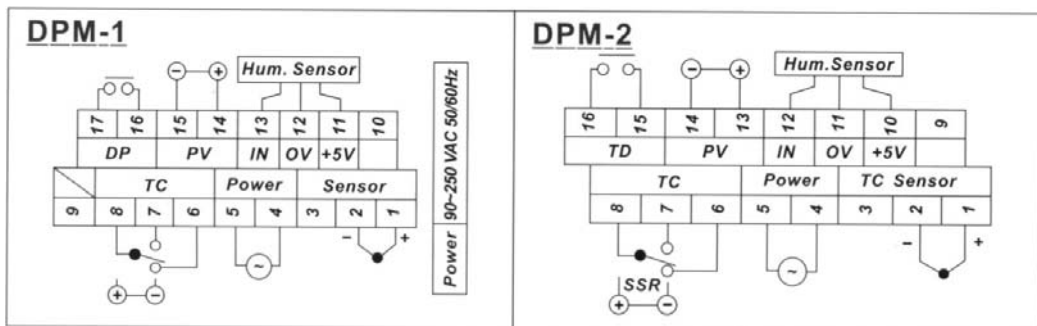 DPM-1
Hum. Sensor
17 16 15 14 13 12 11 10
DP PV IN OV +5V
TC Power Sensor
9 8 7 6 5 4 3 2 1
− +
~
+ −
Power 90~250 VAC 50/60Hz
DPM-2
Hum.Sensor
− +
16 15 14 13 12 11 10 9
TD PV IN OV +5V
TC Power TC Sensor
8 7 6 5 4 3 2 1
− +
~
SSR
+ −